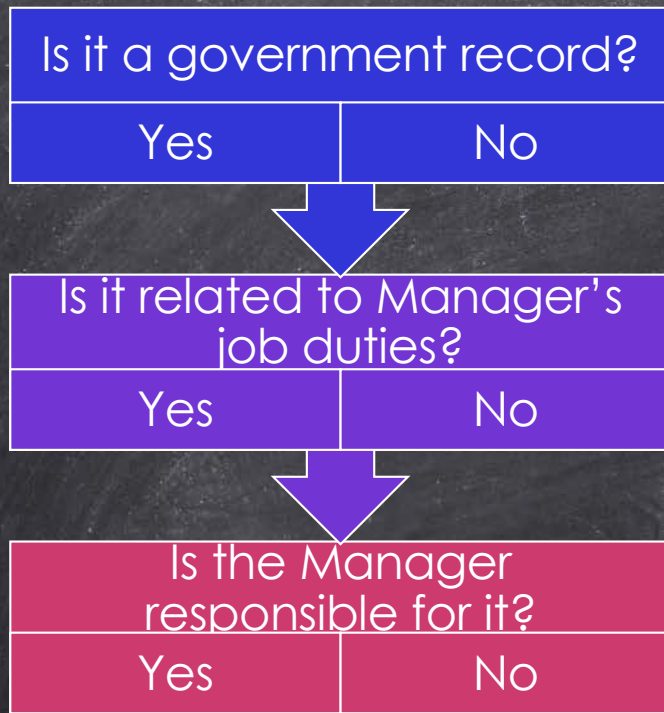 Is it a government record?
Yes
No
Is it related to Manager’s
job duties?
Yes
No
Is the Manager
responsible for it?
Yes
No